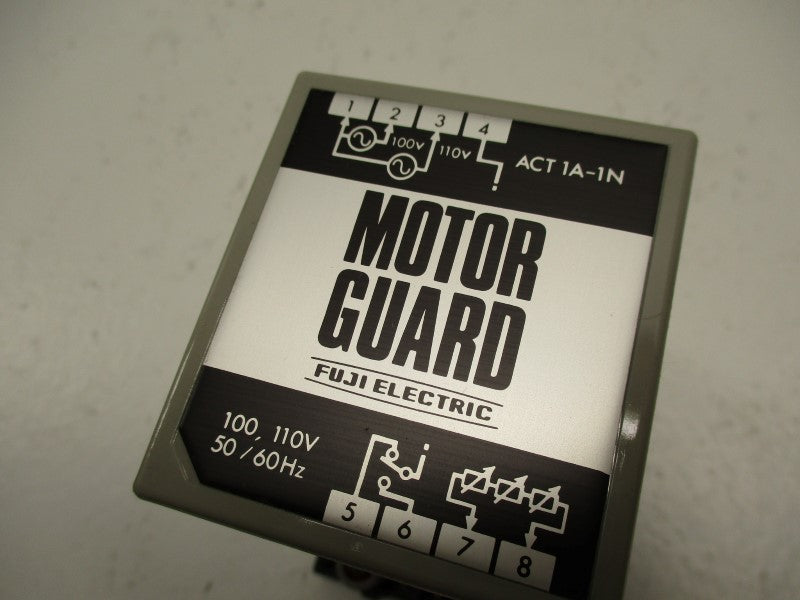 1 2 3 4
100V 110V
ACT 1A-1N
MOTOR
GUARD
FUJI ELECTRIC
100, 110V
50/60Hz
5 6 7 8